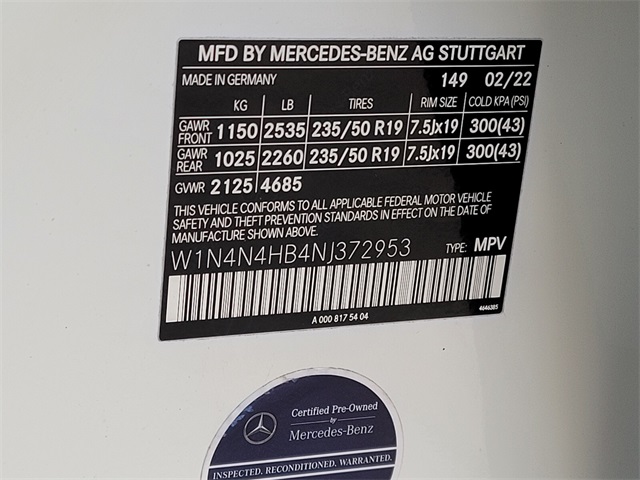 MFD BY MERCEDES-BENZ AG STUTTGART
MADE IN GERMANY 149 02/22
KG LB TIRES RIM SIZE COLD KPA (PSI)
GAWR FRONT 1150 2535 235/50 R19 7.5Jx19 300(43)
GAWR REAR 1025 2260 235/50 R19 7.5Jx19 300(43)
GVWR 2125 4685
THIS VEHICLE CONFORMS TO ALL APPLICABLE FEDERAL MOTOR VEHICLE
SAFETY AND THEFT PREVENTION STANDARDS IN EFFECT ON THE DATE OF
MANUFACTURE SHOWN ABOVE.
W1N4N4HB4NJ372953 TYPE: MPV
4646385
A 000 817 54 04
Certified Pre-Owned
by
Mercedes-Benz
INSPECTED. RECONDITIONED. WARRANTED.